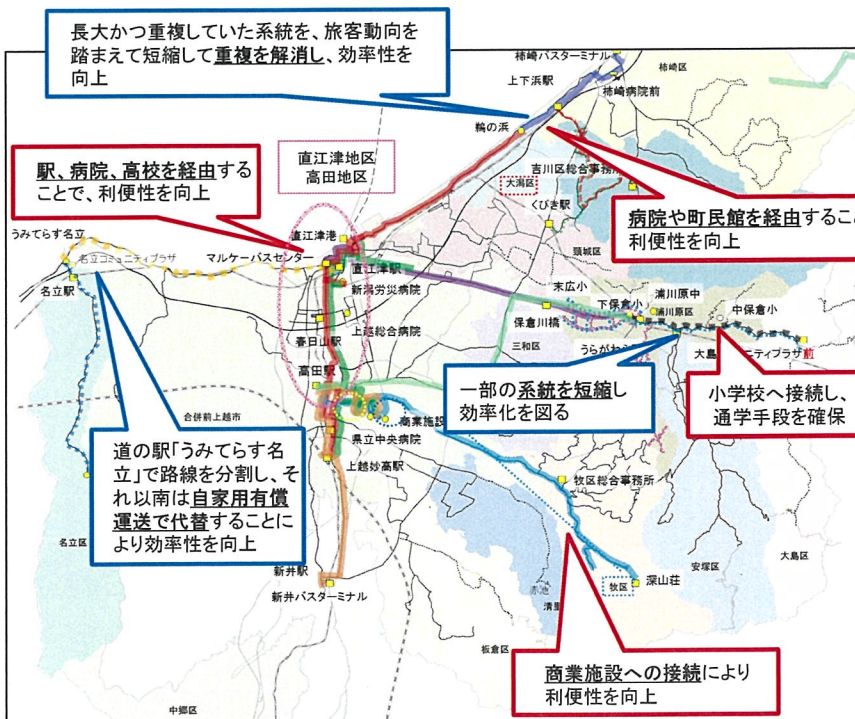 長大かつ重複していた系統を、旅客動向を
踏まえて短縮して重複を解消し、効率性を
向上
柿崎バスターミナル
柿崎区
上下浜駅
柿崎病院前
鵜の浜
駅、病院、高校を経由する
ことで、利便性を向上
直江津地区
高田地区
吉川区総合事務所
大潟区
くびき駅
病院や町民館を経由するこ
利便性を向上
うみてらす名立
直江津港
頸城区
名立コミュニティプラザ
マルケーバスセンター
直江津駅
名立駅
新潟労災病院
末広小
浦川原中
下保倉小
浦川原区
中保倉小
保倉川橋
上越総合病院
春日山駅
三和区
うらがわら
大島
ニティプラザ前
高田駅
一部の系統を短縮し
効率化を図る
小学校へ接続し、
通学手段を確保
合併前上越市
商業施設
県立中央病院
道の駅「うみてらす名
立」で路線を分割し、そ
れ以南は自家用有償
運送で代替することに
より効率性を向上
上越妙高駅
牧区総合事務所
名立区
安塚区
大島区
新井駅
新井バスターミナル
牧区
深山荘
清里
板倉区
商業施設への接続により
利便性を向上
中郷区